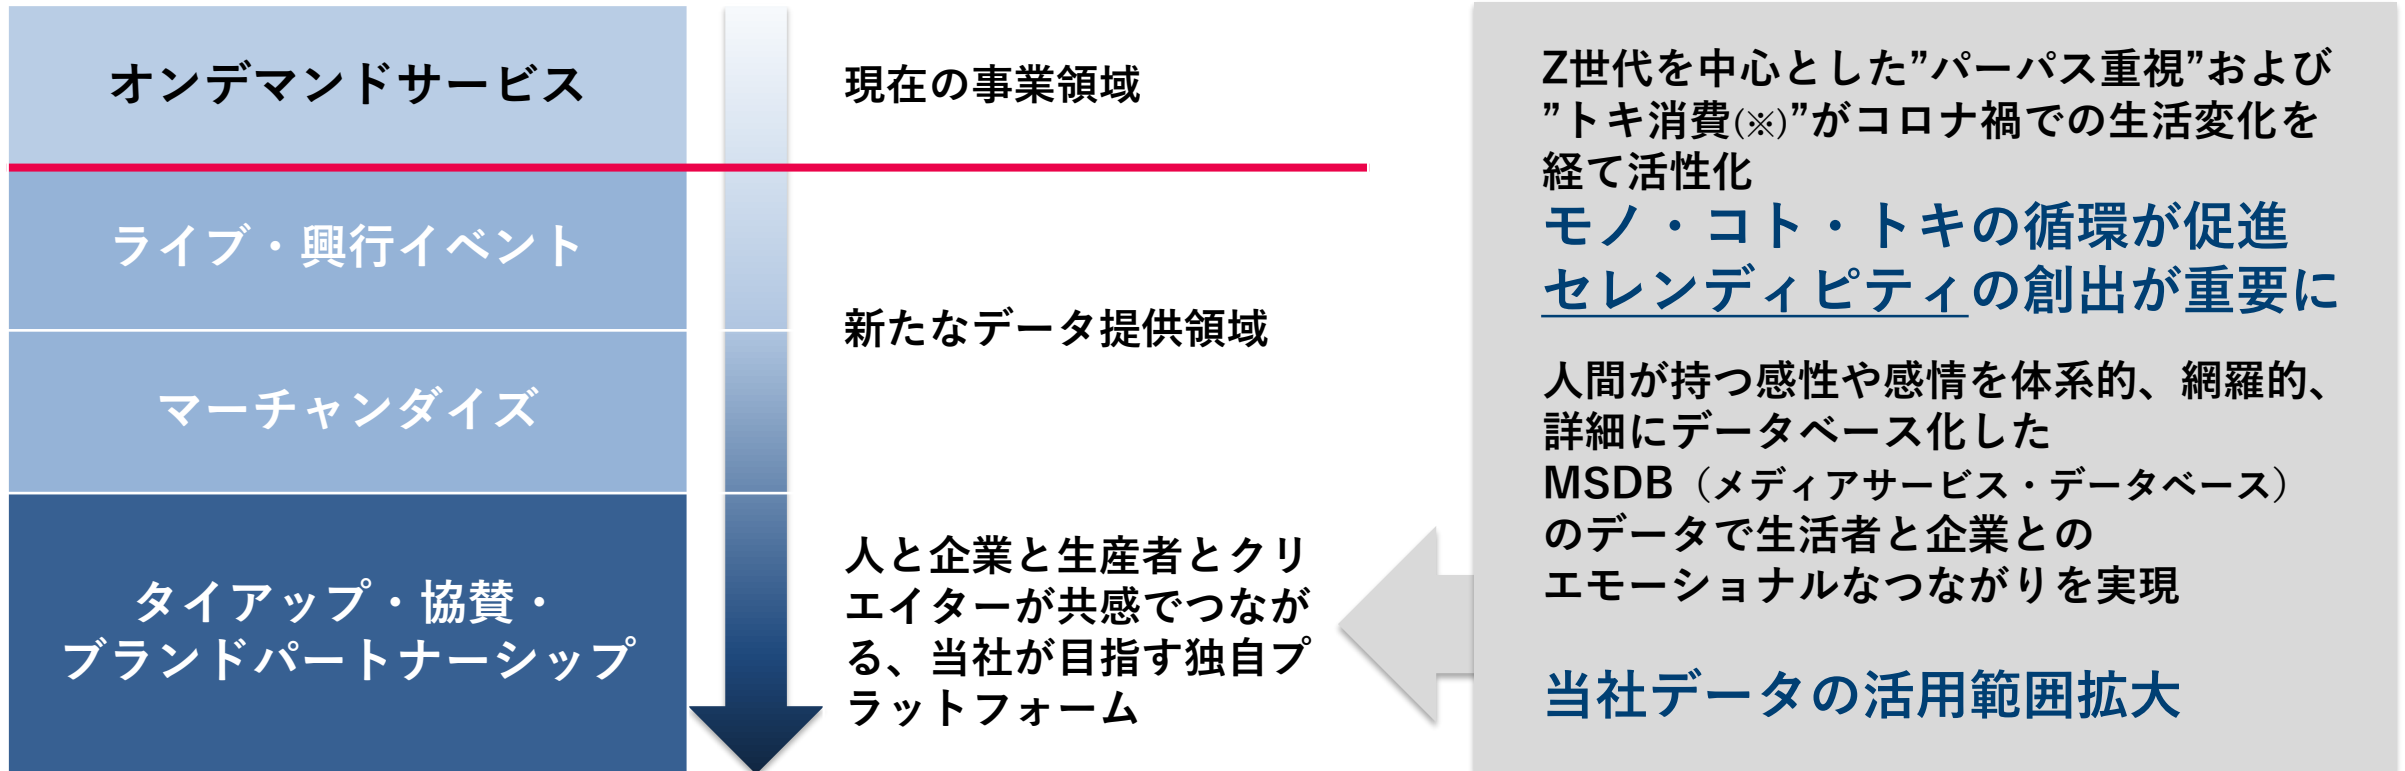 オンデマンドサービス
現在の事業領域
ライブ・興行イベント
新たなデータ提供領域
マーチャンダイズ
タイアップ・協賛・
ブランドパートナーシップ
人と企業と生産者とクリ
エイターが共感でつなが
る、当社が目指す独自プ
ラットフォーム
Z世代を中心とした”パーパス重視”および
”トキ消費(※)”がコロナ禍での生活変化を
経て活性化
モノ・コト・トキの循環が促進
セレンディピティの創出が重要に
人間が持つ感性や感情を体系的、網羅的、
詳細にデータベース化した
MSDB（メディアサービス・データベース）
のデータで生活者と企業との
エモーショナルなつながりを実現
当社データの活用範囲拡大